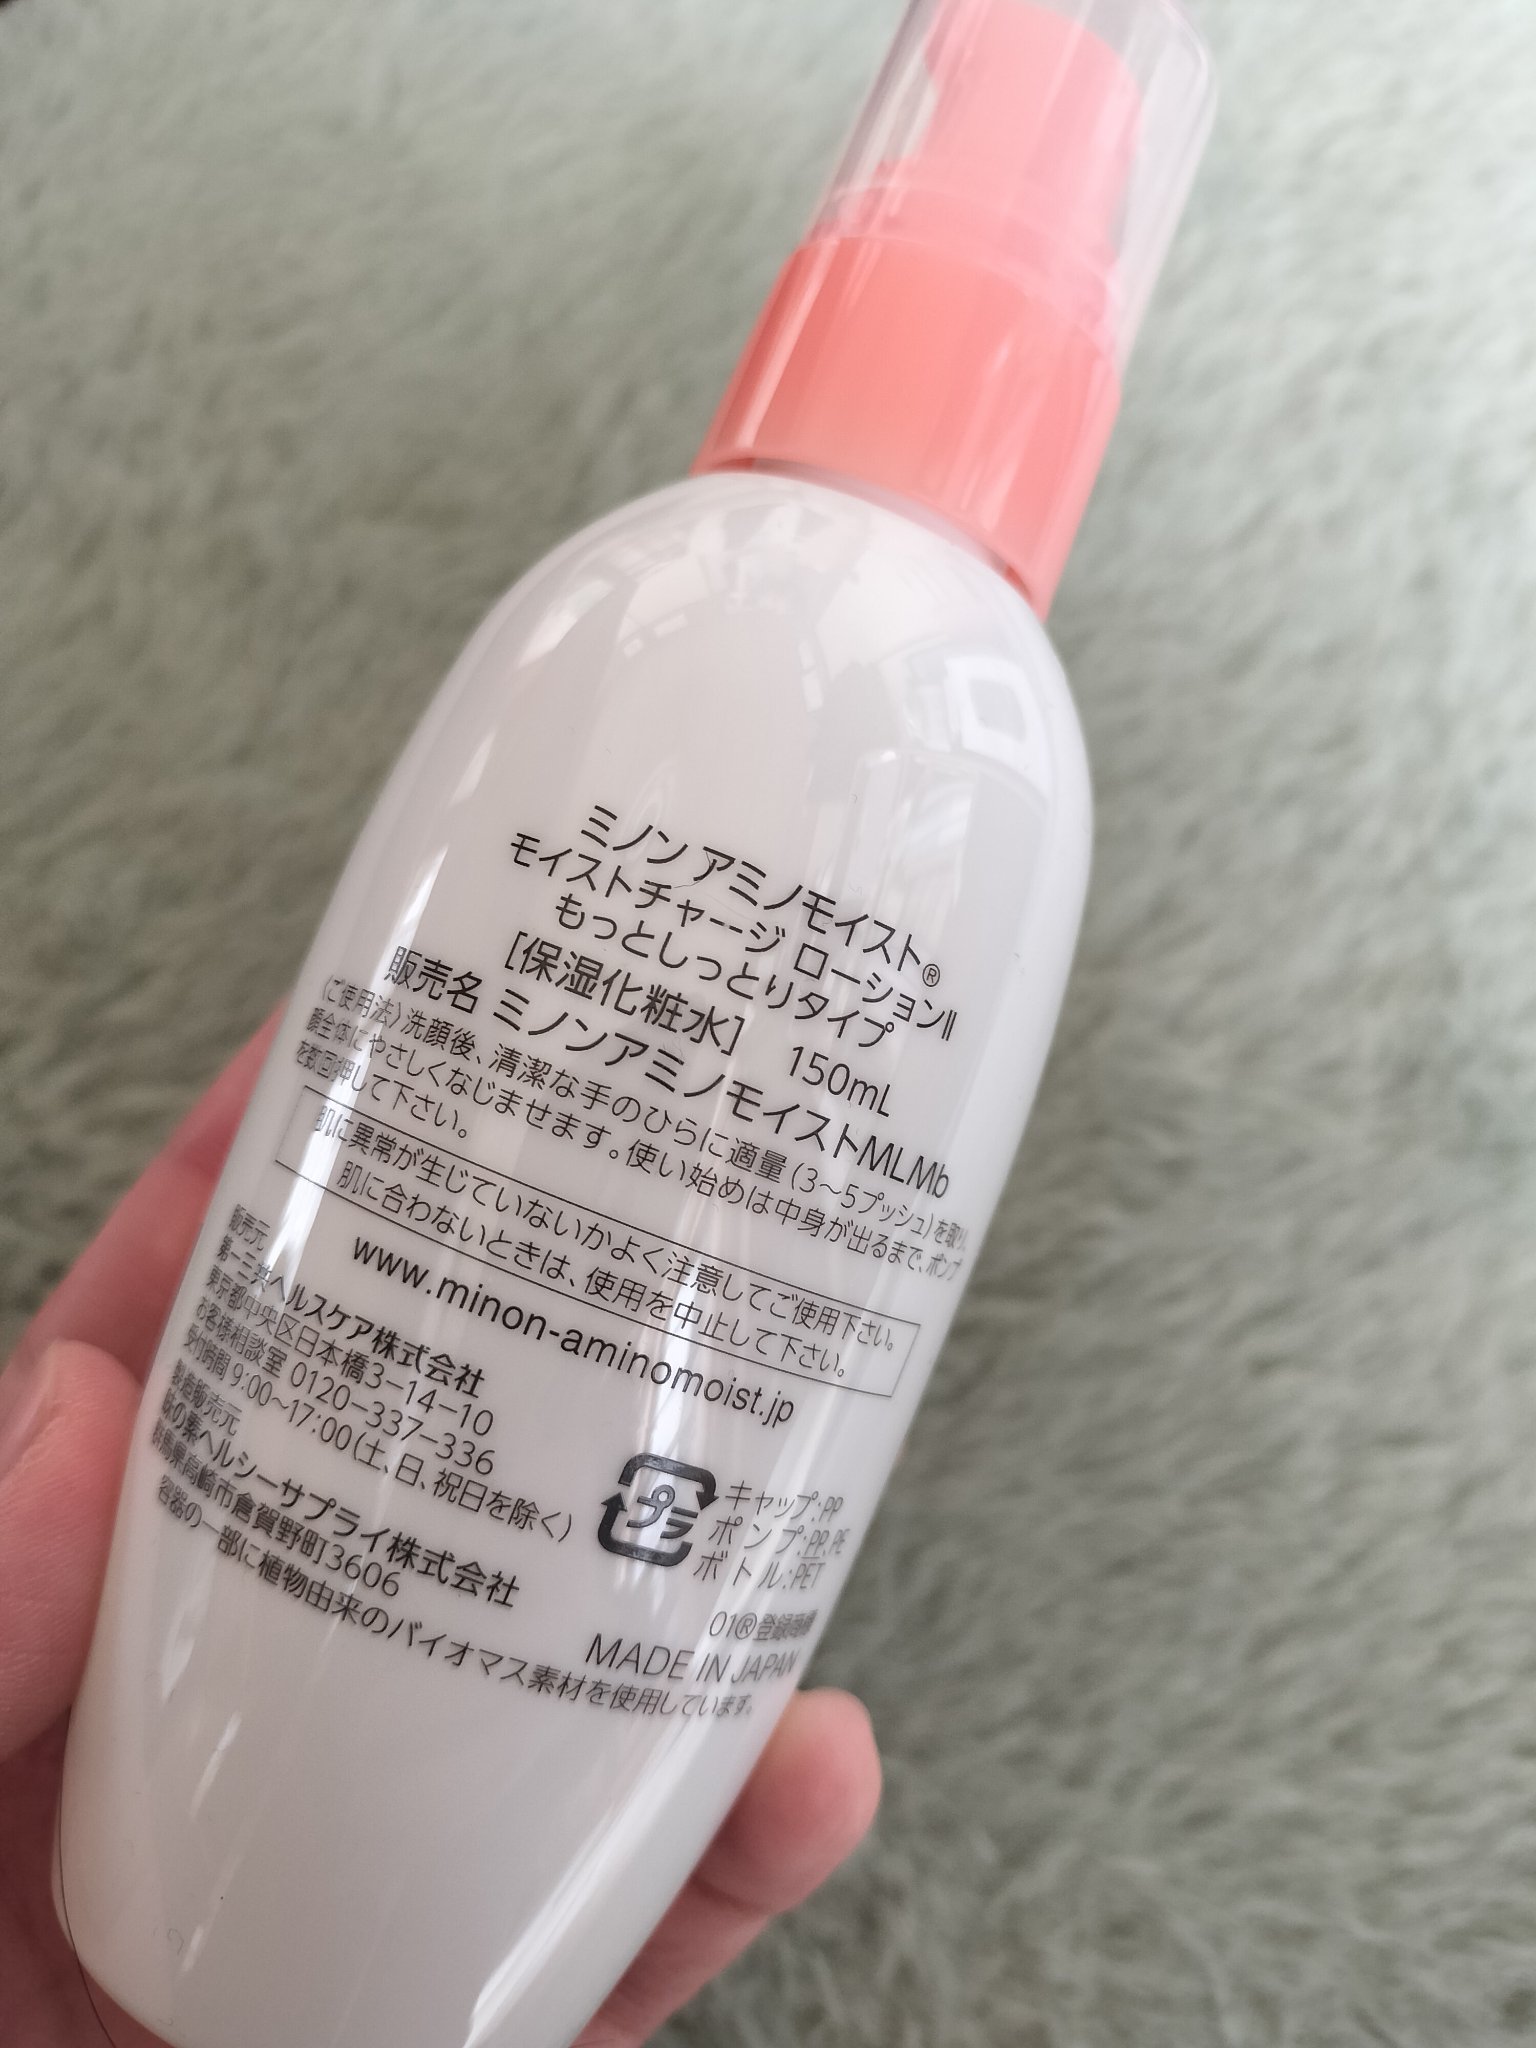 ミノン アミノモイスト®
モイストチャージ ローションⅡ
もっとしっとりタイプ
[保湿化粧水] 150mL
販売名 ミノンアミノモイストMLMb
〈ご使用法〉洗顔後、清潔な手のひらに適量(3～5プッシュ)を取り、
顔全体にやさしくなじませます。使い始めは中身が出るまで、ポンプ
を数回押して下さい。
肌に異常が生じていないかよく注意してご使用下さい。
肌に合わないときは、使用を中止して下さい。
www.minon-aminomoist.jp
販売元
第一三共ヘルスケア株式会社
東京都中央区日本橋3-14-10
お客様相談室 0120-337-336
受付時間 9:00～17:00(土、日、祝日を除く)
製造販売元
味の素ヘルシーサプライ株式会社
群馬県高崎市倉賀野町3606
プラ
キャップ:PP
ポンプ:PP,PE
ボトル:PET
01®登録商標
MADE IN JAPAN
容器の一部に植物由来のバイオマス素材を使用しています。